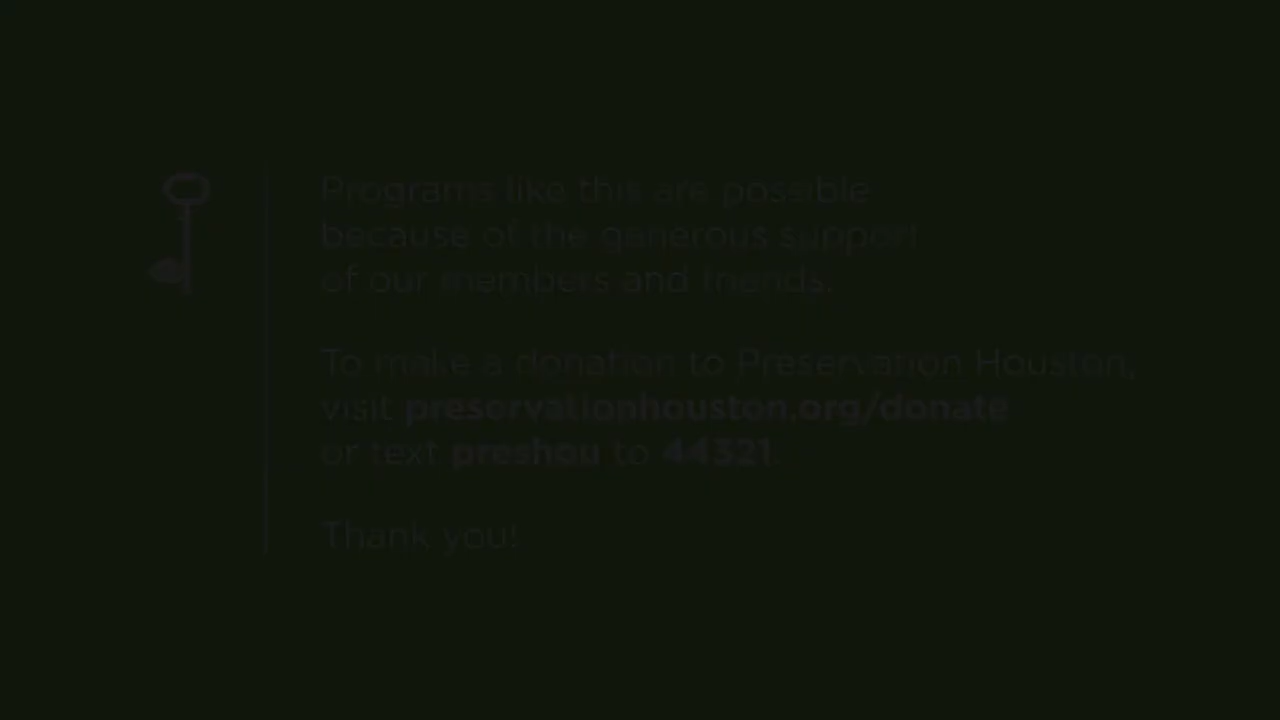 Programs like this are possible
because of the generous support
of our members and friends.
To make a donation to Preservation Houston,
visit preservationhouston.org/donate
or text preshou to 44321.
Thank you!